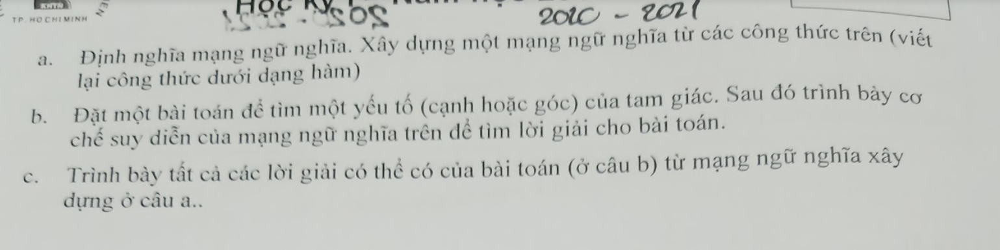 KHTN
TP. HO CHI MINH
2020 - 2021
a. Định nghĩa mạng ngữ nghĩa. Xây dựng một mạng ngữ nghĩa từ các công thức trên (viết
lại công thức dưới dạng hàm)
b. Đặt một bài toán để tìm một yếu tố (cạnh hoặc góc) của tam giác. Sau đó trình bày cơ
chế suy diễn của mạng ngữ nghĩa trên để tìm lời giải cho bài toán.
c. Trình bày tất cả các lời giải có thể có của bài toán (ở câu b) từ mạng ngữ nghĩa xây
dựng ở câu a..